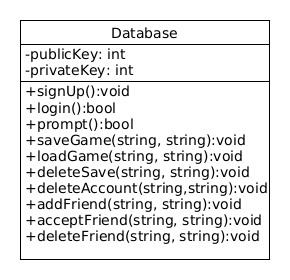 Database
-publicKey: int
-privateKey: int
+signUp():void
+login():bool
+prompt():bool
+saveGame(string, string):void
+loadGame(string, string):void
+deleteSave(string, string):void
+deleteAccount(string,string):void
+addFriend(string, string):void
+acceptFriend(string, string):void
+deleteFriend(string, string):void